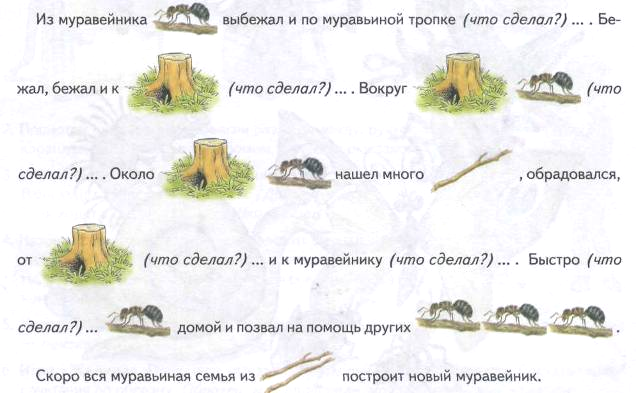 Из муравейника выбежал и по муравьиной тропке (что сделал?) ... . Бе-
жал, бежал и к (что сделал?) ... . Вокруг (что
сделал?) ... . Около нашел много , обрадовался,
от (что сделал?) ... и к муравейнику (что сделал?) ... . Быстро (что
сделал?) ... домой и позвал на помощь других .
Скоро вся муравьиная семья из построит новый муравейник.